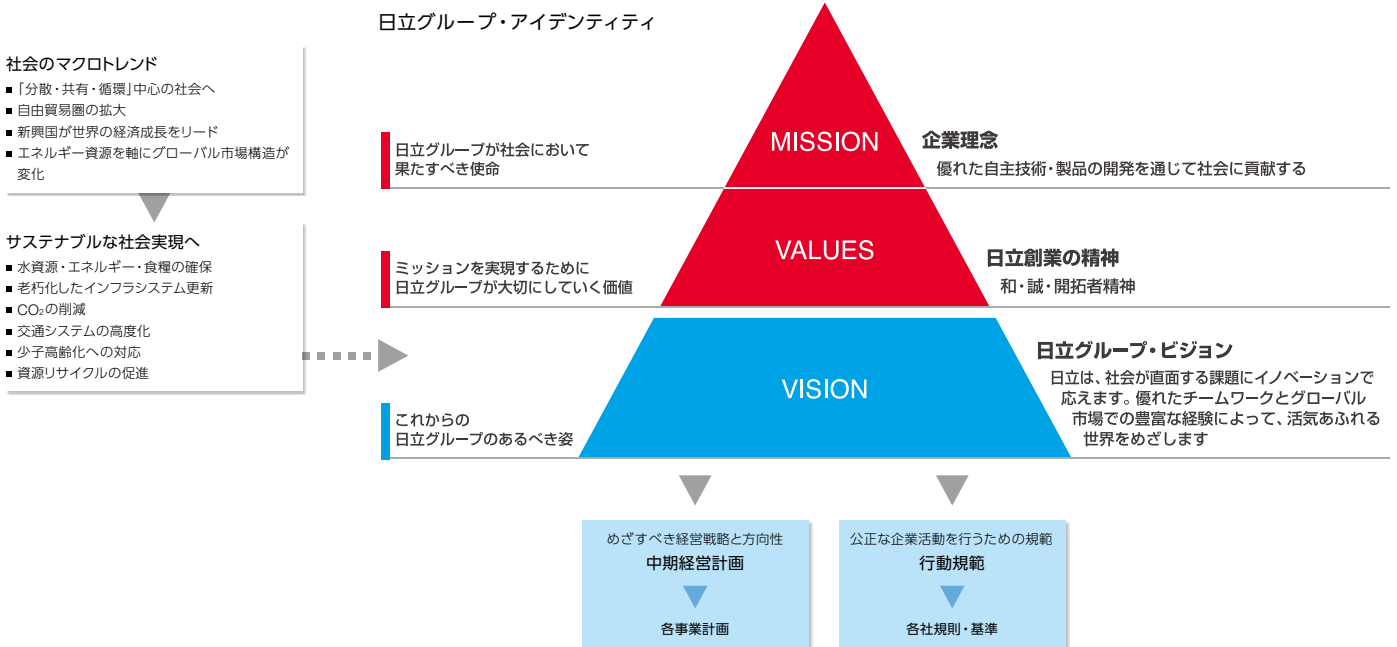 日立グループ・アイデンティティ
社会のマクロトレンド
■「分散・共有・循環」中心の社会へ
■ 自由貿易圏の拡大
■ 新興国が世界の経済成長をリード
■ エネルギー資源を軸にグローバル市場構造が
変化
サステナブルな社会実現へ
■ 水資源・エネルギー・食糧の確保
■ 老朽化したインフラシステム更新
■ CO₂の削減
■ 交通システムの高度化
■ 少子高齢化への対応
■ 資源リサイクルの促進
日立グループが社会において
果たすべき使命
MISSION
企業理念
優れた自主技術・製品の開発を通じて社会に貢献する
ミッションを実現するために
日立グループが大切にしていく価値
VALUES
日立創業の精神
和・誠・開拓者精神
これからの
日立グループのあるべき姿
VISION
日立グループ・ビジョン
日立は、社会が直面する課題にイノベーションで
応えます。優れたチームワークとグローバル
市場での豊富な経験によって、活気あふれる
世界をめざします
めざすべき経営戦略と方向性
中期経営計画
各事業計画
公正な企業活動を行うための規範
行動規範
各社規則・基準